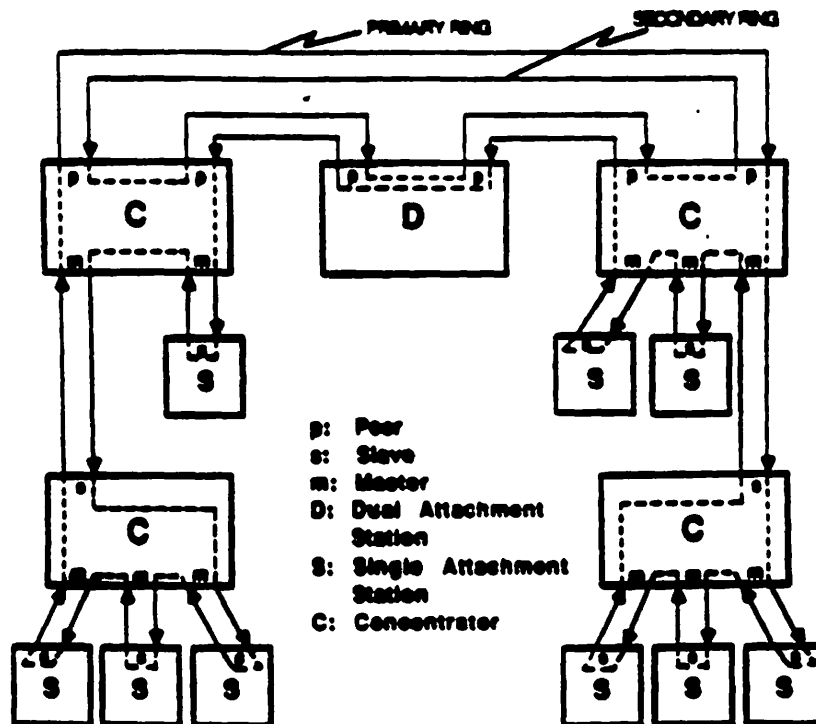 PRIMARY RING
SECONDARY RING
p p
C
m m
p p
D
p p
C
m m m
s
S
s
S
s
S
p: Peer
s: Slave
m: Master
D: Dual Attachment
Station
S: Single Attachment
Station
C: Concentrator
s
C
m m m
s
C
m m m
s
S
s
S
s
S
s
S
s
S
s
S